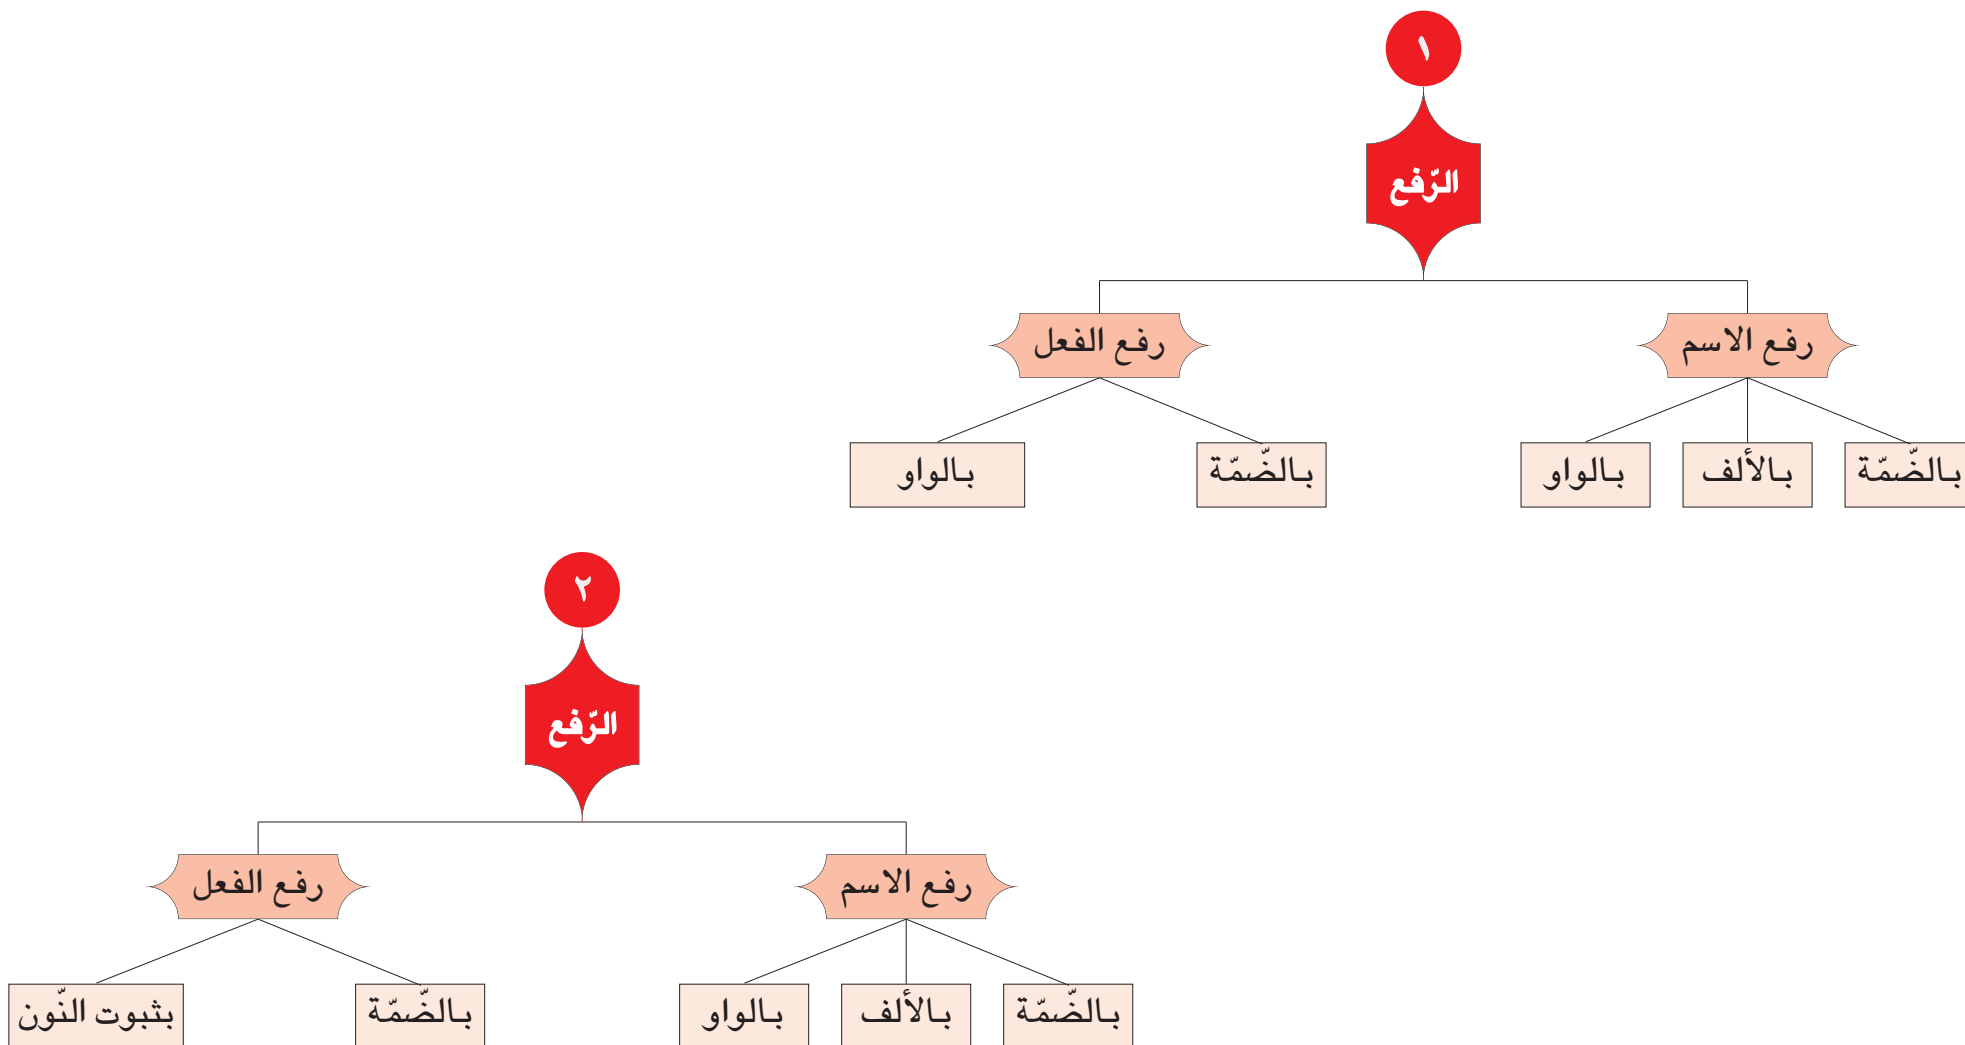 ١
الرّفع
رفع الاسم
رفع الفعل
بالضّمّة
بالألف
بالواو
بالضّمّة
بالواو
٢
الرّفع
رفع الاسم
رفع الفعل
بالضّمّة
بالألف
بالواو
بالضّمّة
بثبوت النّون